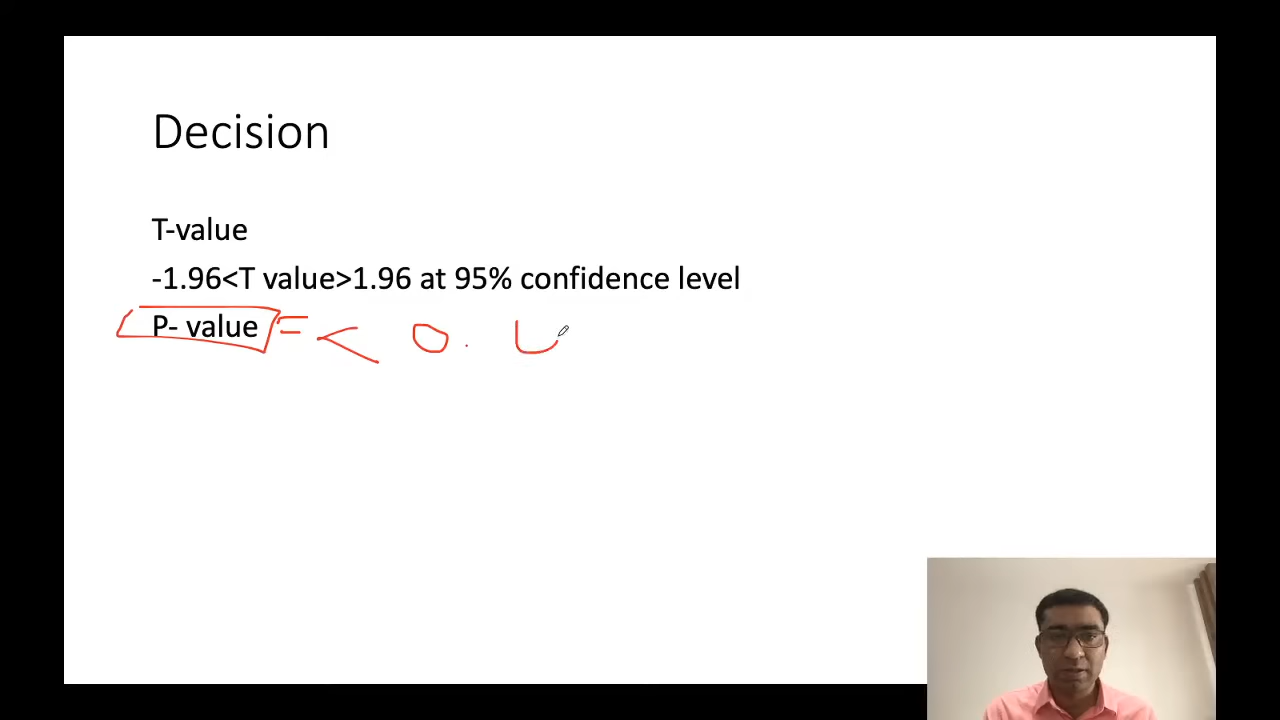 Decision
T-value
-1.96<T value>1.96 at 95% confidence level
P- value = < 0.